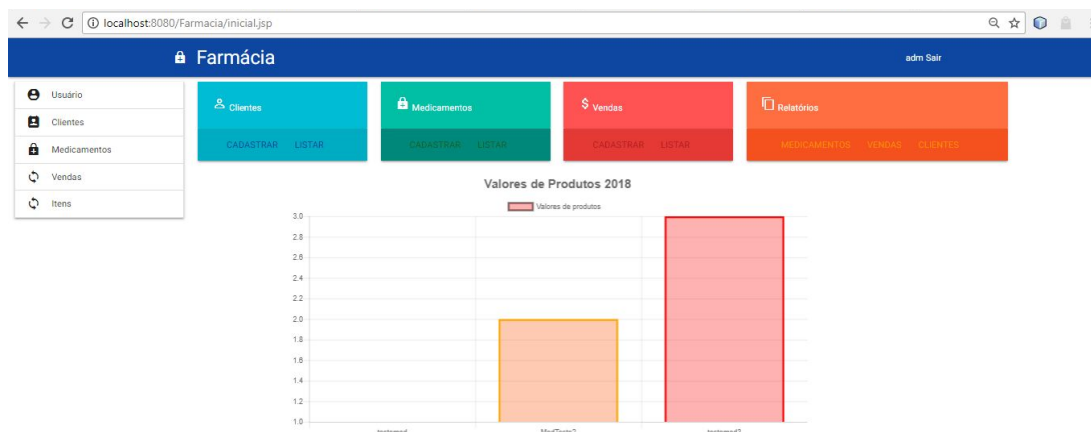 localhost:8080/Farmacia/inicial.jsp
Farmácia
adm Sair
Usuário
Clientes
Medicamentos
Vendas
Itens
Clientes
CADASTRAR LISTAR
Medicamentos
CADASTRAR LISTAR
$ Vendas
CADASTRAR LISTAR
Relatórios
MEDICAMENTOS VENDAS CLIENTES
Valores de Produtos 2018
Valores de produtos
3.0
2.8
2.6
2.4
2.2
2.0
1.8
1.6
1.4
1.2
1.0